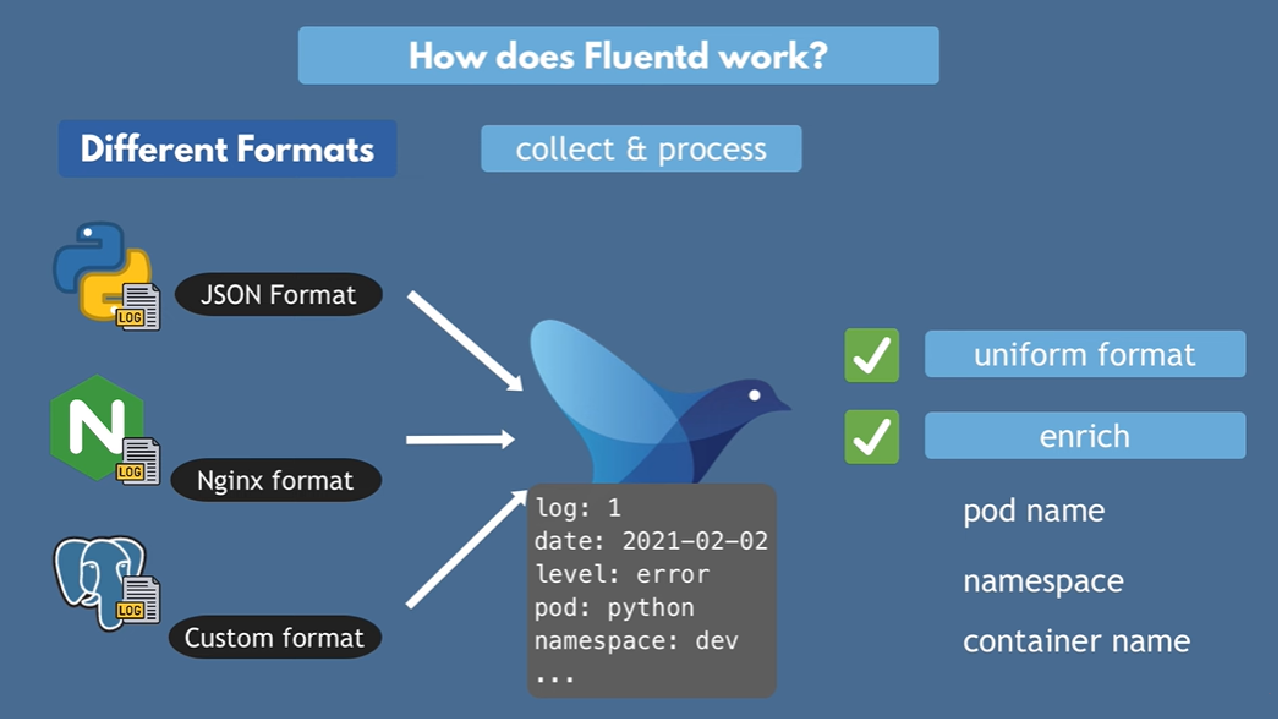 How does Fluentd work?
Different Formats
collect & process
LOG
JSON Format
LOG
Nginx format
LOG
Custom format
log: 1
date: 2021-02-02
level: error
pod: python
namespace: dev
...
uniform format
enrich
pod name
namespace
container name